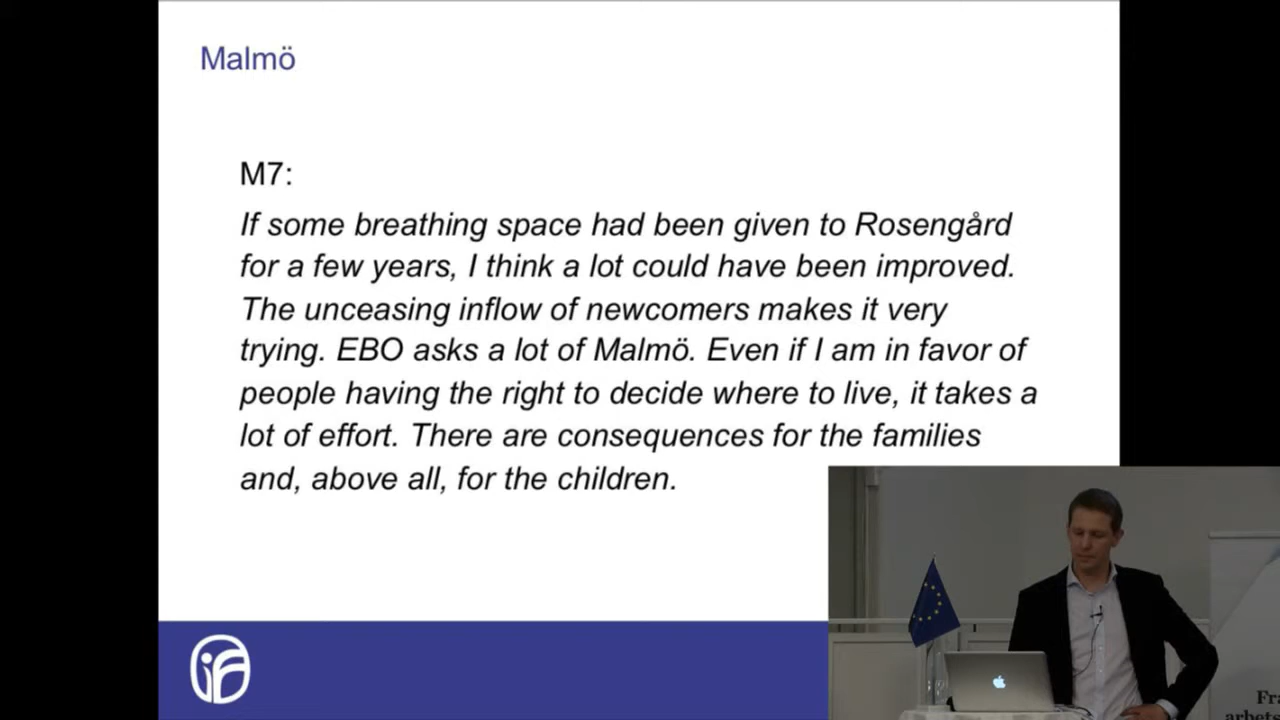 Malmö
M7:
If some breathing space had been given to Rosengård
for a few years, I think a lot could have been improved.
The unceasing inflow of newcomers makes it very
trying. EBO asks a lot of Malmö. Even if I am in favor of
people having the right to decide where to live, it takes a
lot of effort. There are consequences for the families
and, above all, for the children.